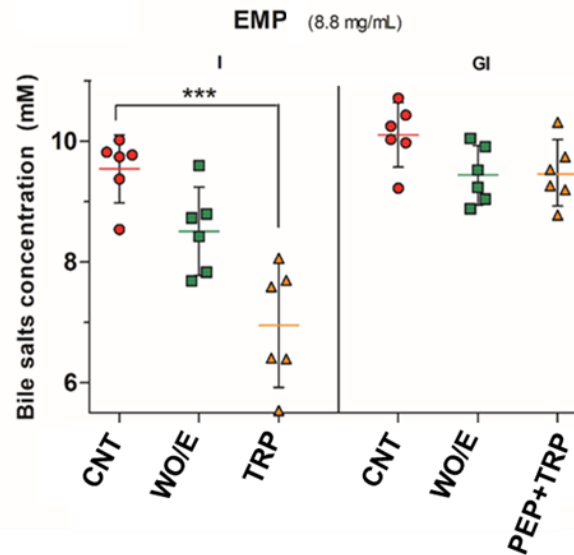 EMP (8.8 mg/mL)
I GI
***
Bile salts concentration (mM)
10
8
6
CNT WO/E TRP CNT WO/E PEP+TRP